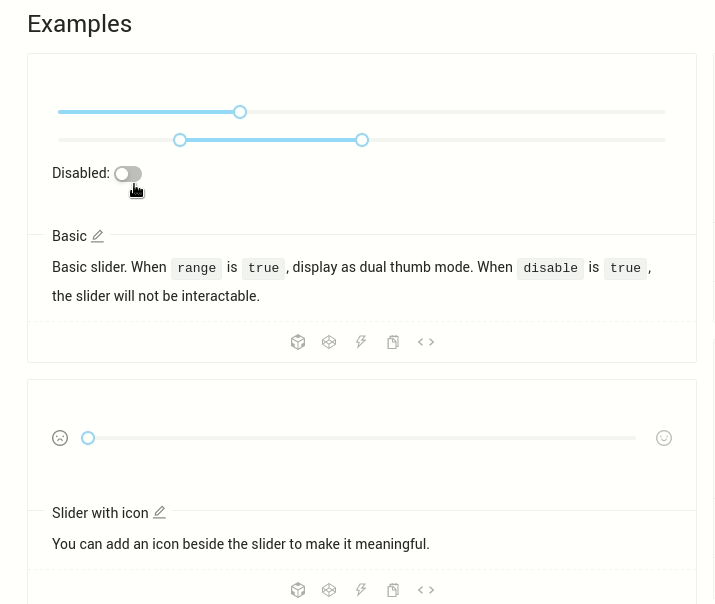 Examples
Disabled:
Basic
Basic slider. When range is true, display as dual thumb mode. When disable is true,
the slider will not be interactable.
Slider with icon
You can add an icon beside the slider to make it meaningful.